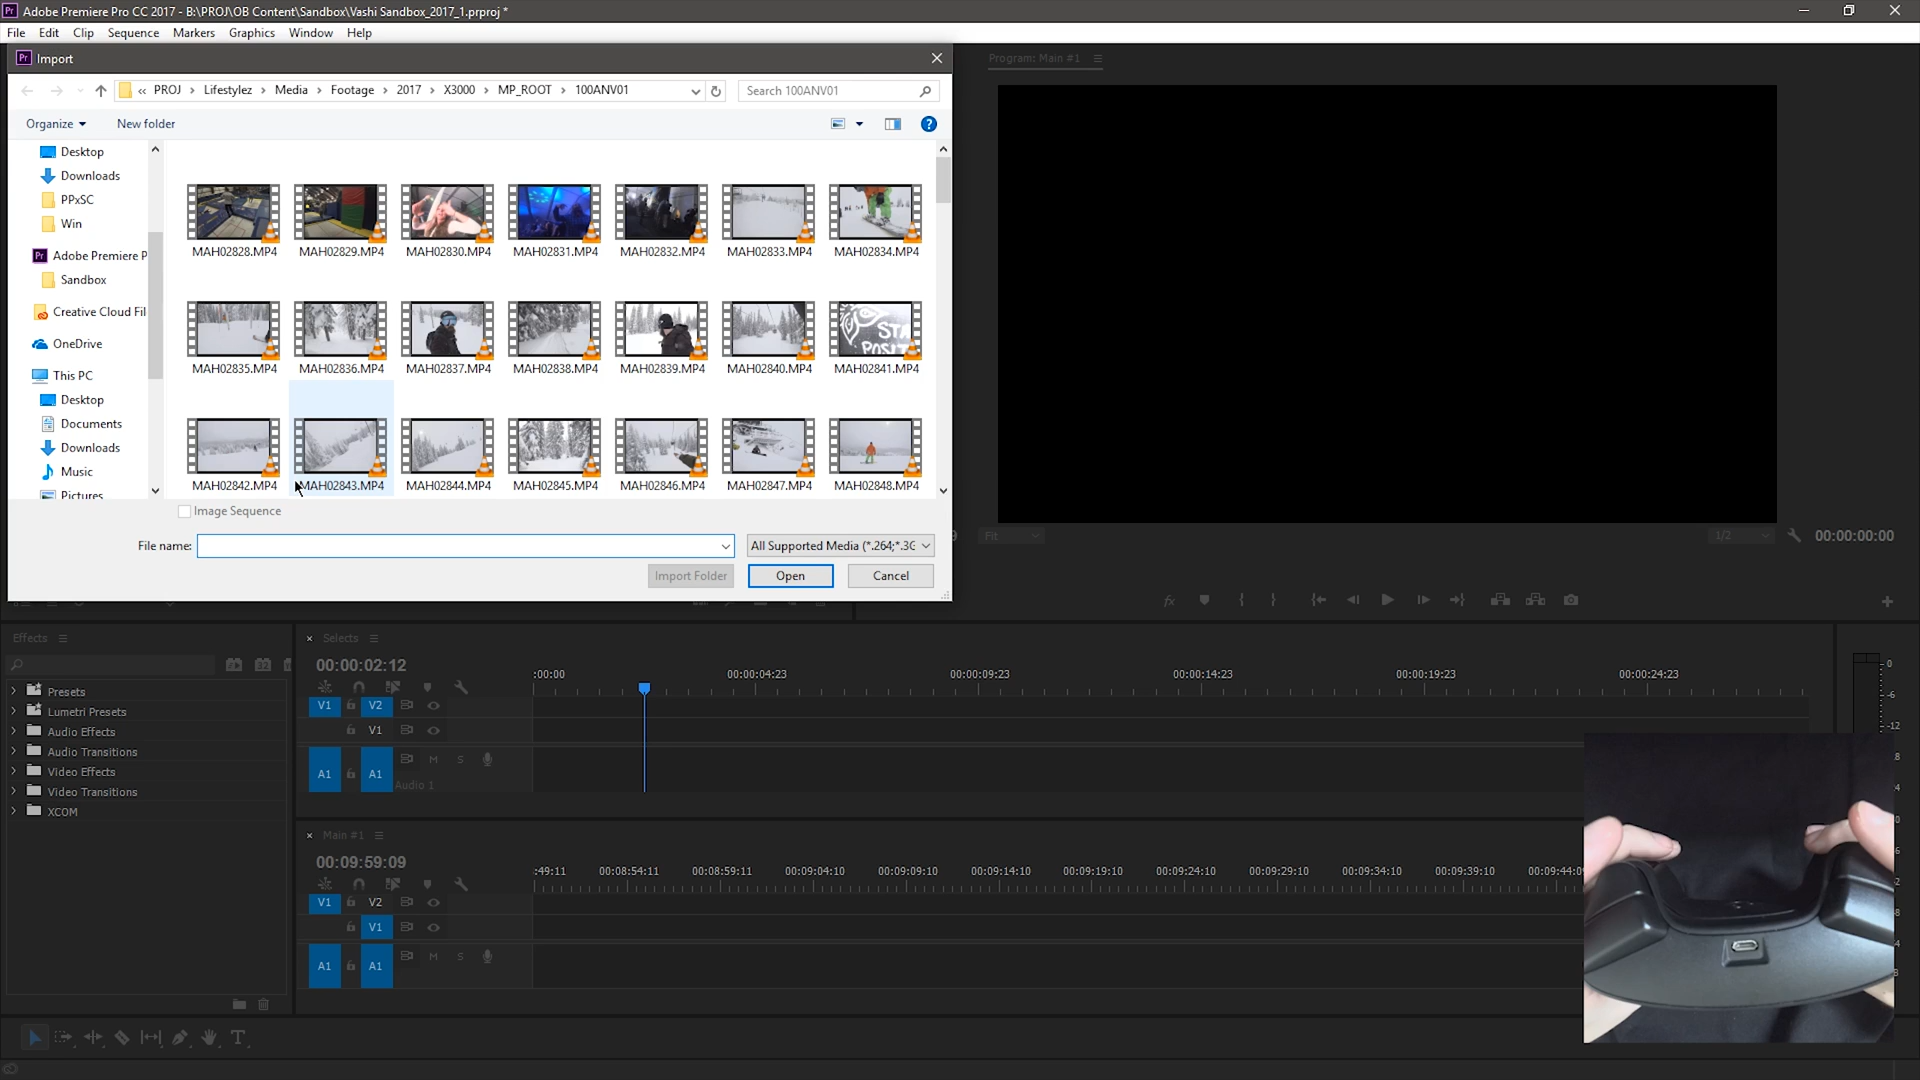 Adobe Premiere Pro CC 2017 - B:\PROJ\OB Content\Sandbox\Vashi Sandbox_2017_1.prproj *
File Edit Clip Sequence Markers Graphics Window Help
Import
Program: Main #1
« PROJ > Lifestylez > Media > Footage > 2017 > X3000 > MP_ROOT > 100ANV01
Search 100ANV01
Organize New folder
Desktop
Downloads
PPxSC
Win
Adobe Premiere P
Sandbox
Creative Cloud Fil
OneDrive
This PC
Desktop
Documents
Downloads
Music
Pictures
MAH02828.MP4 MAH02829.MP4 MAH02830.MP4 MAH02831.MP4 MAH02832.MP4 MAH02833.MP4 MAH02834.MP4
MAH02835.MP4 MAH02836.MP4 MAH02837.MP4 MAH02838.MP4 MAH02839.MP4 MAH02840.MP4 MAH02841.MP4
MAH02842.MP4 MAH02843.MP4 MAH02844.MP4 MAH02845.MP4 MAH02846.MP4 MAH02847.MP4 MAH02848.MP4
Image Sequence
File name:
All Supported Media (*.264;*.3G
Import Folder Open Cancel
Fit 1/2 00:00:00:00
Effects
Presets
Lumetri Presets
Audio Effects
Audio Transitions
Video Effects
Video Transitions
XCOM
Selects
00:00:02:12
:00:00 00:00:04:23 00:00:09:23 00:00:14:23 00:00:19:23 00:00:24:23
V1 V2
V1
A1 A1 M S
Audio 1
0
-6
-12
Main #1
00:09:59:09
:49:11 00:08:54:11 00:08:59:11 00:09:04:10 00:09:09:10 00:09:14:10 00:09:19:10 00:09:24:10 00:09:29:10 00:09:34:10 00:09:39:10 00:09:44:09
V1 V2
V1
A1 A1 M S